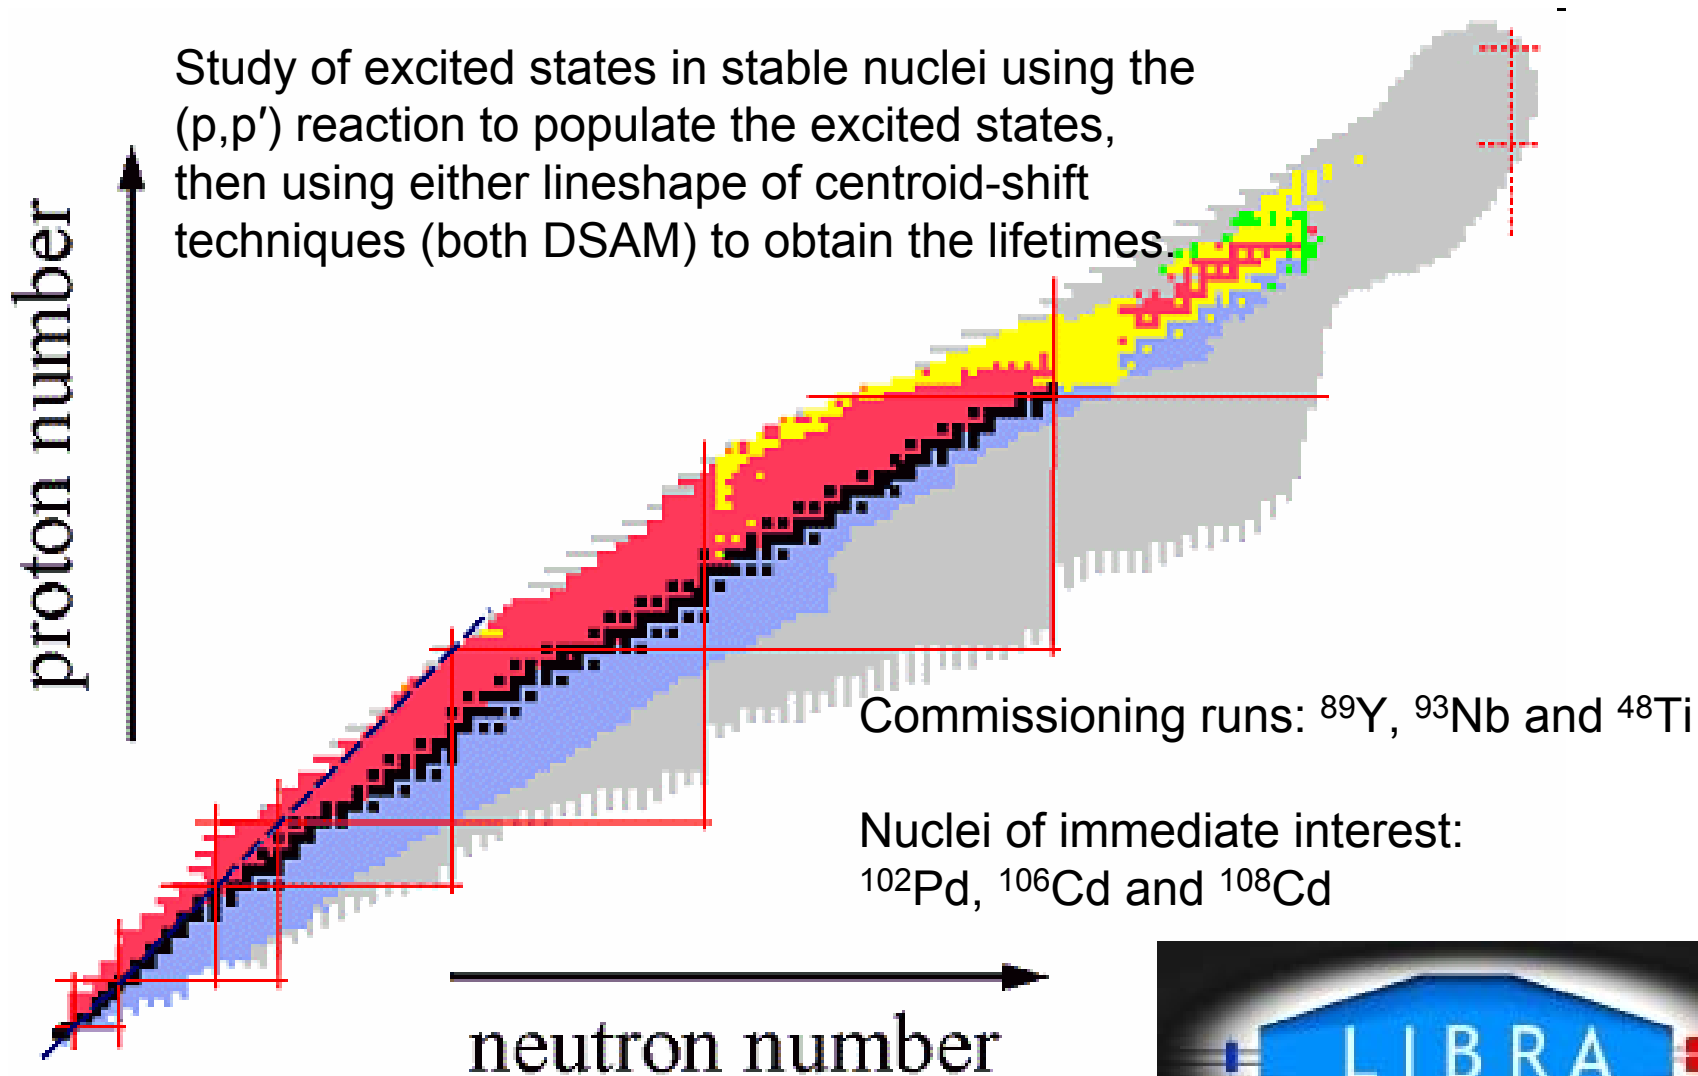 Study of excited states in stable nuclei using the
(p,p′) reaction to populate the excited states,
then using either lineshape of centroid-shift
techniques (both DSAM) to obtain the lifetimes.
proton number
Commissioning runs: ⁸⁹Y, ⁹³Nb and ⁴⁸Ti
Nuclei of immediate interest:
¹⁰²Pd, ¹⁰⁶Cd and ¹⁰⁸Cd
neutron number
LIBRA